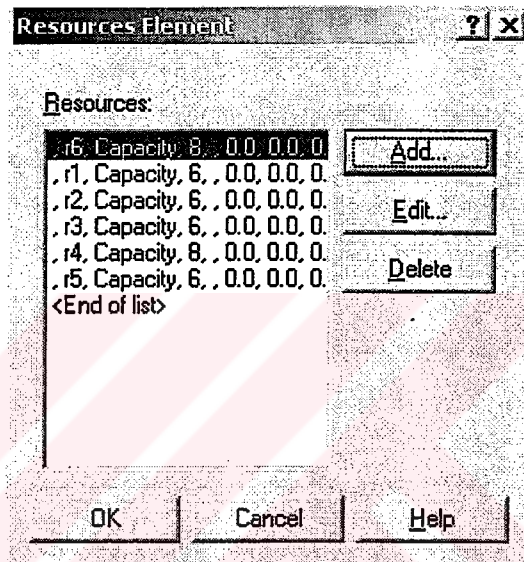 Resources Element
? X
Resources:
, r6, Capacity, 8, , 0.0, 0.0, 0.
, r1, Capacity, 6, , 0.0, 0.0, 0.
, r2, Capacity, 6, , 0.0, 0.0, 0.
, r3, Capacity, 6, , 0.0, 0.0, 0.
, r4, Capacity, 8, , 0.0, 0.0, 0.
, r5, Capacity, 6, , 0.0, 0.0, 0.
<End of list>
Add...
Edit...
Delete
OK Cancel Help